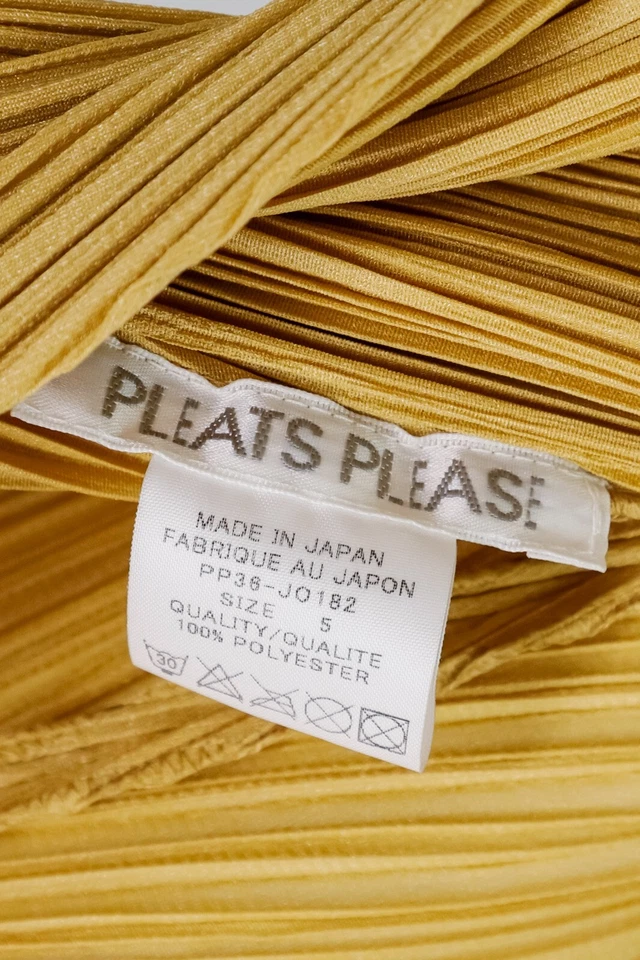 PLEATS PLEASE
MADE IN JAPAN
FABRIQUE AU JAPON
PP36-JO182
SIZE 5
QUALITY/QUALITE
100% POLYESTER
30